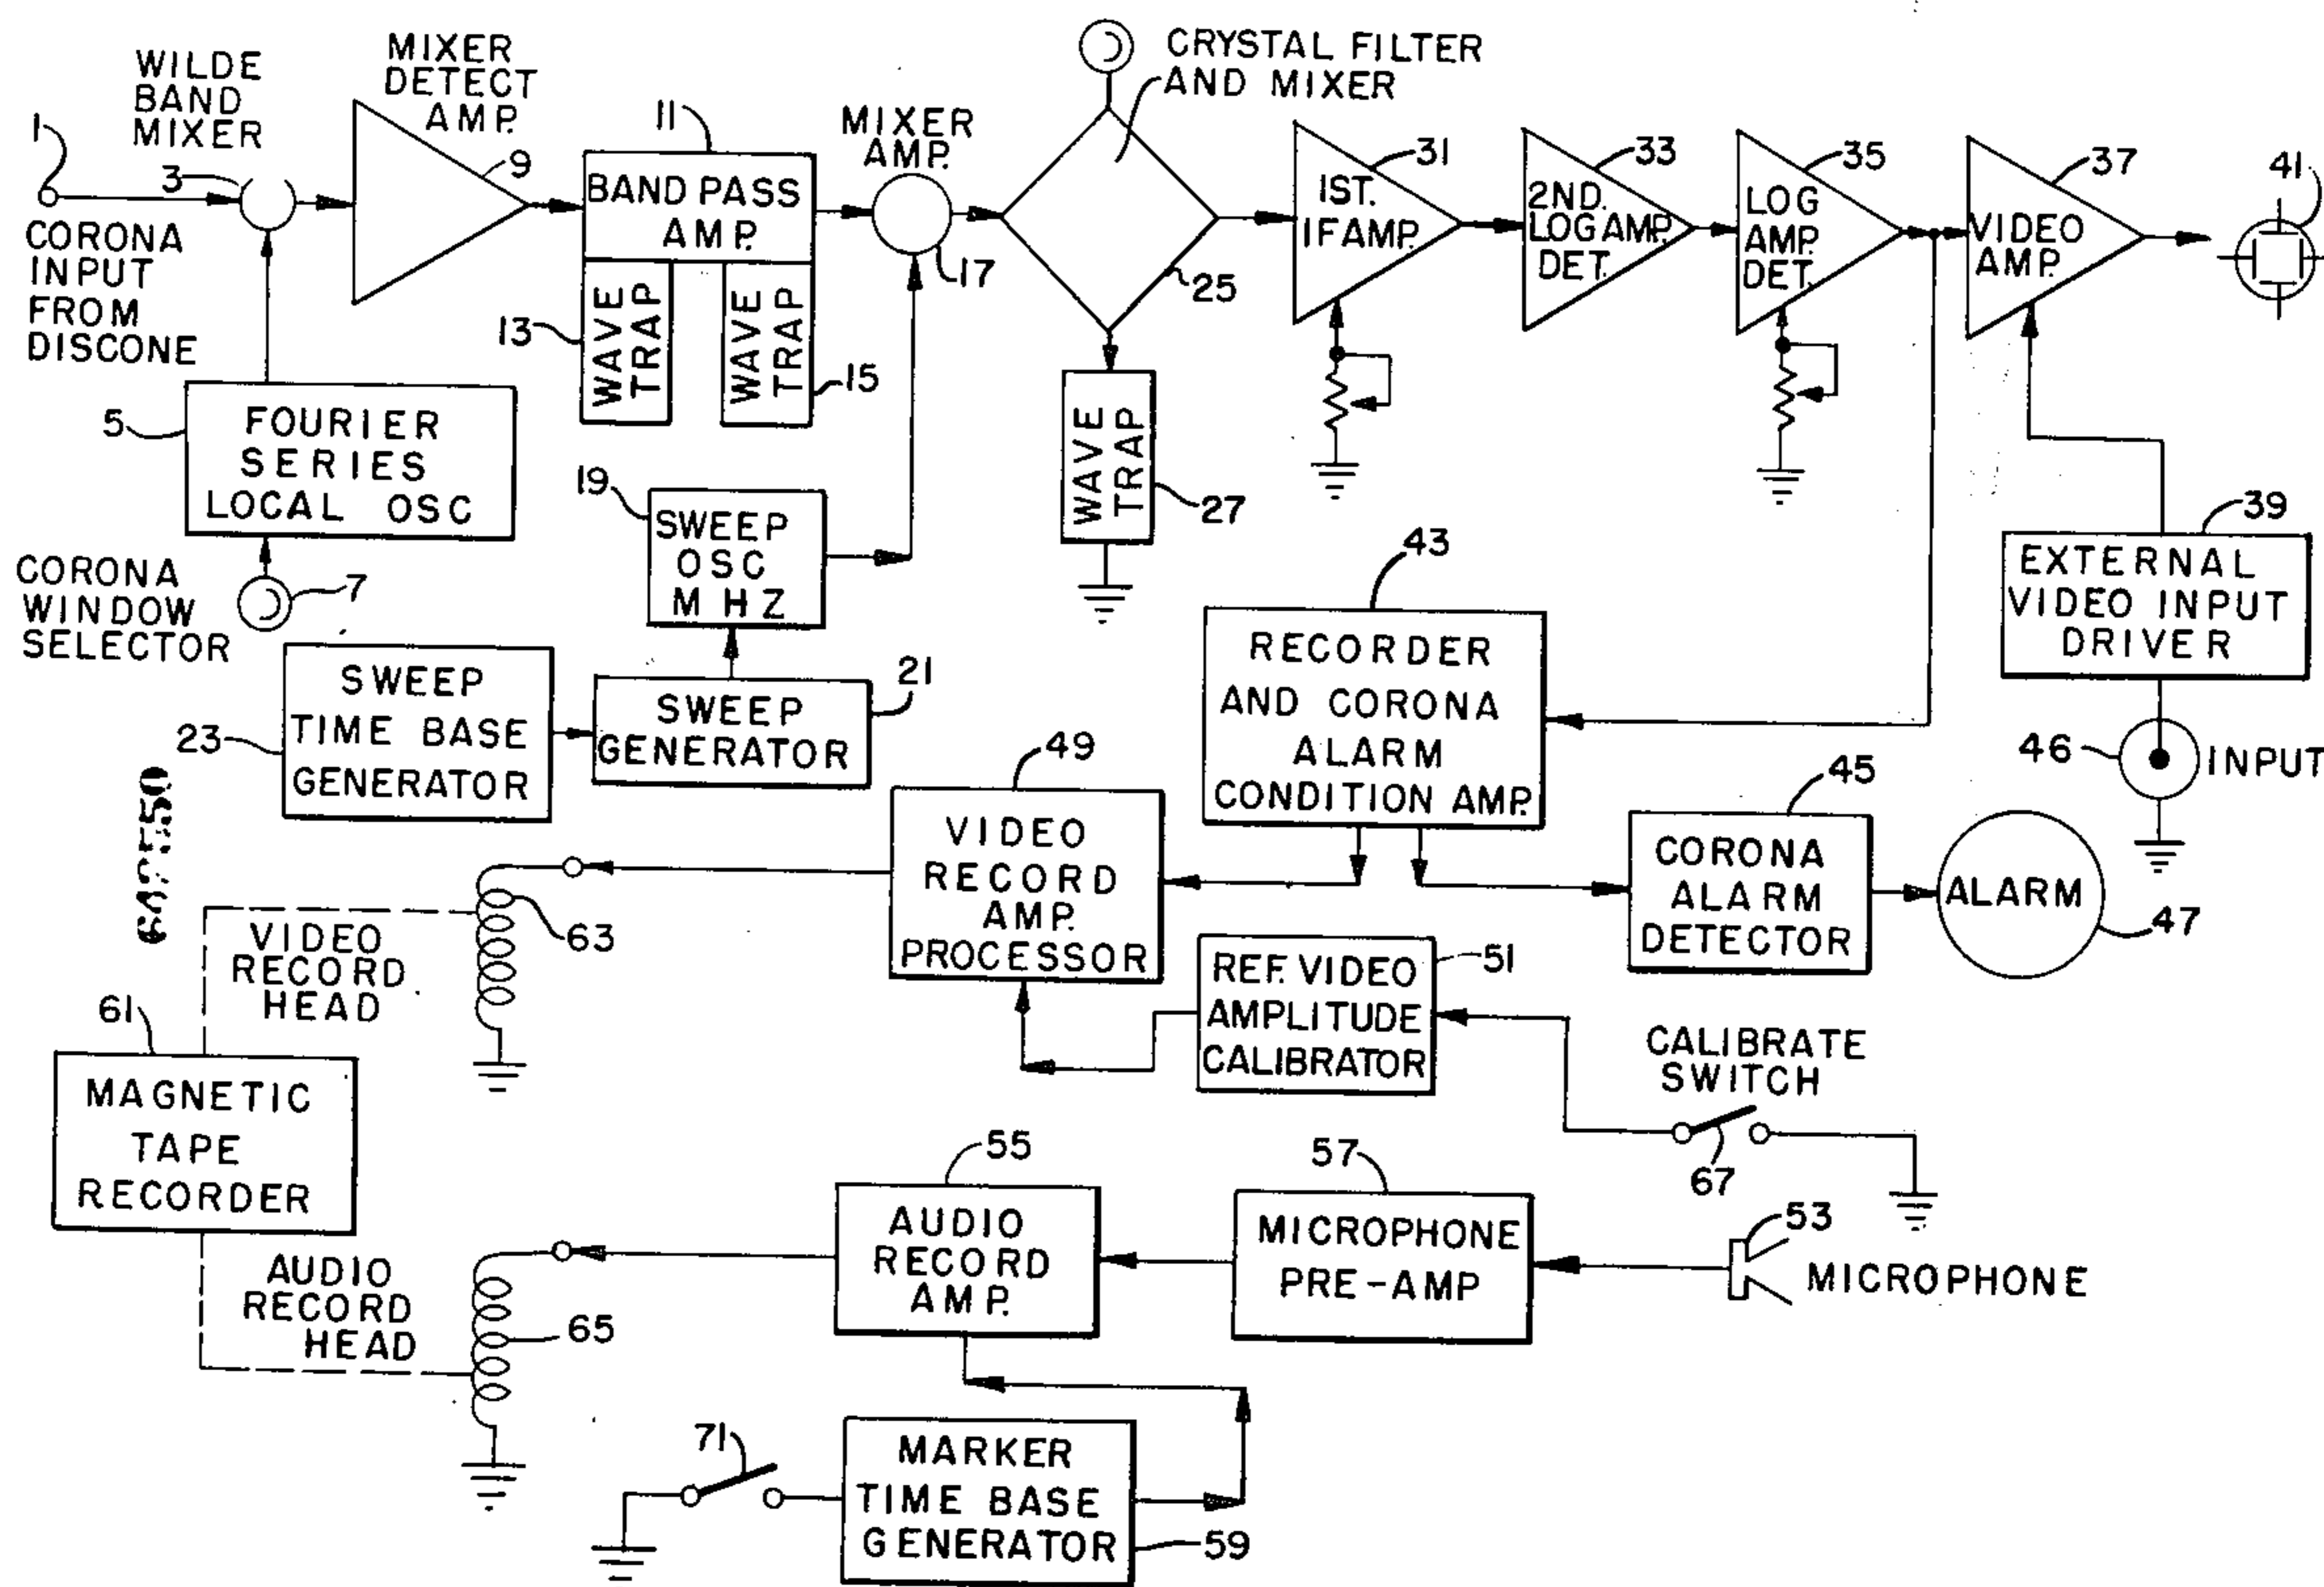 WILDE
BAND
MIXER
MIXER
DETECT
AMP.
CRYSTAL FILTER
AND MIXER
1
3
9
11
MIXER
AMP.
17
25
31
33
35
37
41
CORONA
INPUT
FROM
DISCONE
BAND PASS
AMP.
1ST.
IF AMP.
2ND.
LOG AMP.
DET.
LOG
AMP.
DET.
VIDEO
AMP.
13
WAVE
TRAP
WAVE
TRAP
15
5
FOURIER
SERIES
LOCAL OSC
WAVE
TRAP
27
19
SWEEP
OSC
MHZ
39
EXTERNAL
VIDEO INPUT
DRIVER
CORONA
WINDOW
SELECTOR
7
43
RECORDER
AND CORONA
ALARM
CONDITION AMP.
23
SWEEP
TIME BASE
GENERATOR
SWEEP
GENERATOR
21
46
INPUT
49
VIDEO
RECORD
AMP.
PROCESSOR
45
CORONA
ALARM
DETECTOR
ALARM
47
VIDEO
RECORD
HEAD
63
REF. VIDEO
AMPLITUDE
CALIBRATOR
51
61
MAGNETIC
TAPE
RECORDER
CALIBRATE
SWITCH
67
55
AUDIO
RECORD
AMP.
57
MICROPHONE
PRE-AMP
53
MICROPHONE
AUDIO
RECORD
HEAD
65
71
MARKER
TIME BASE
GENERATOR
59